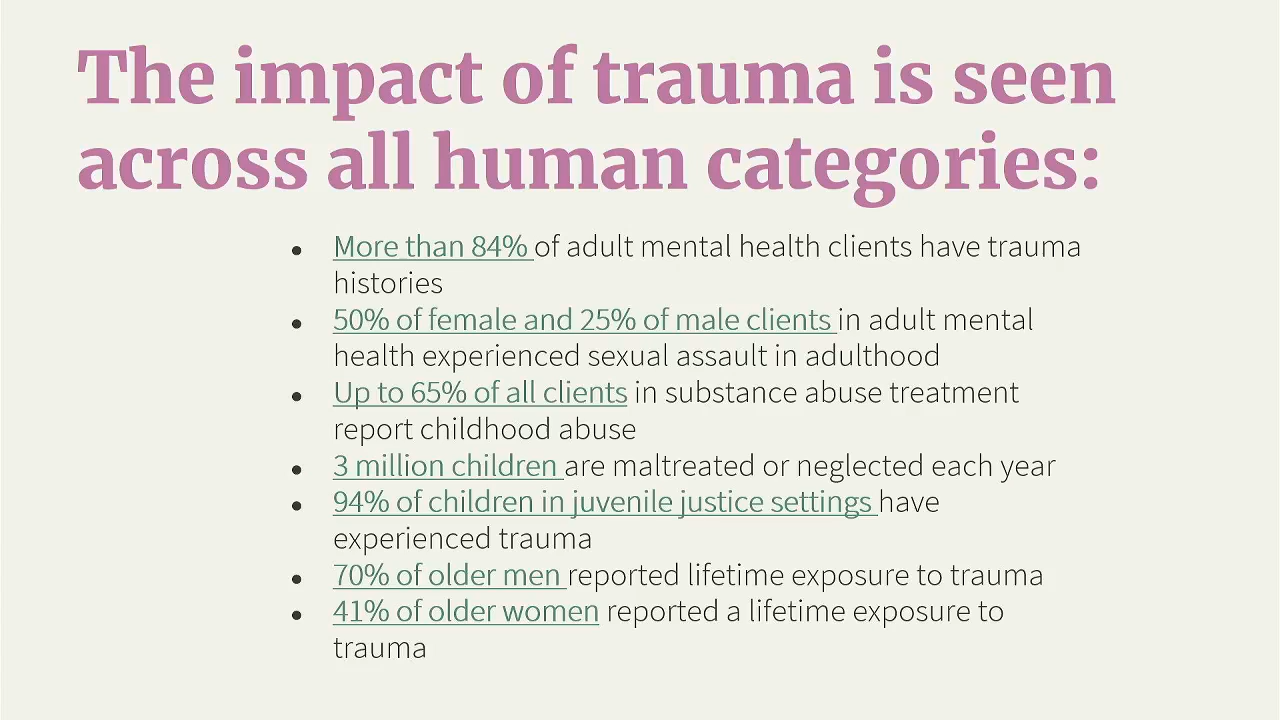 The impact of trauma is seen
across all human categories:
● More than 84% of adult mental health clients have trauma
histories
● 50% of female and 25% of male clients in adult mental
health experienced sexual assault in adulthood
● Up to 65% of all clients in substance abuse treatment
report childhood abuse
● 3 million children are maltreated or neglected each year
● 94% of children in juvenile justice settings have
experienced trauma
● 70% of older men reported lifetime exposure to trauma
● 41% of older women reported a lifetime exposure to
trauma